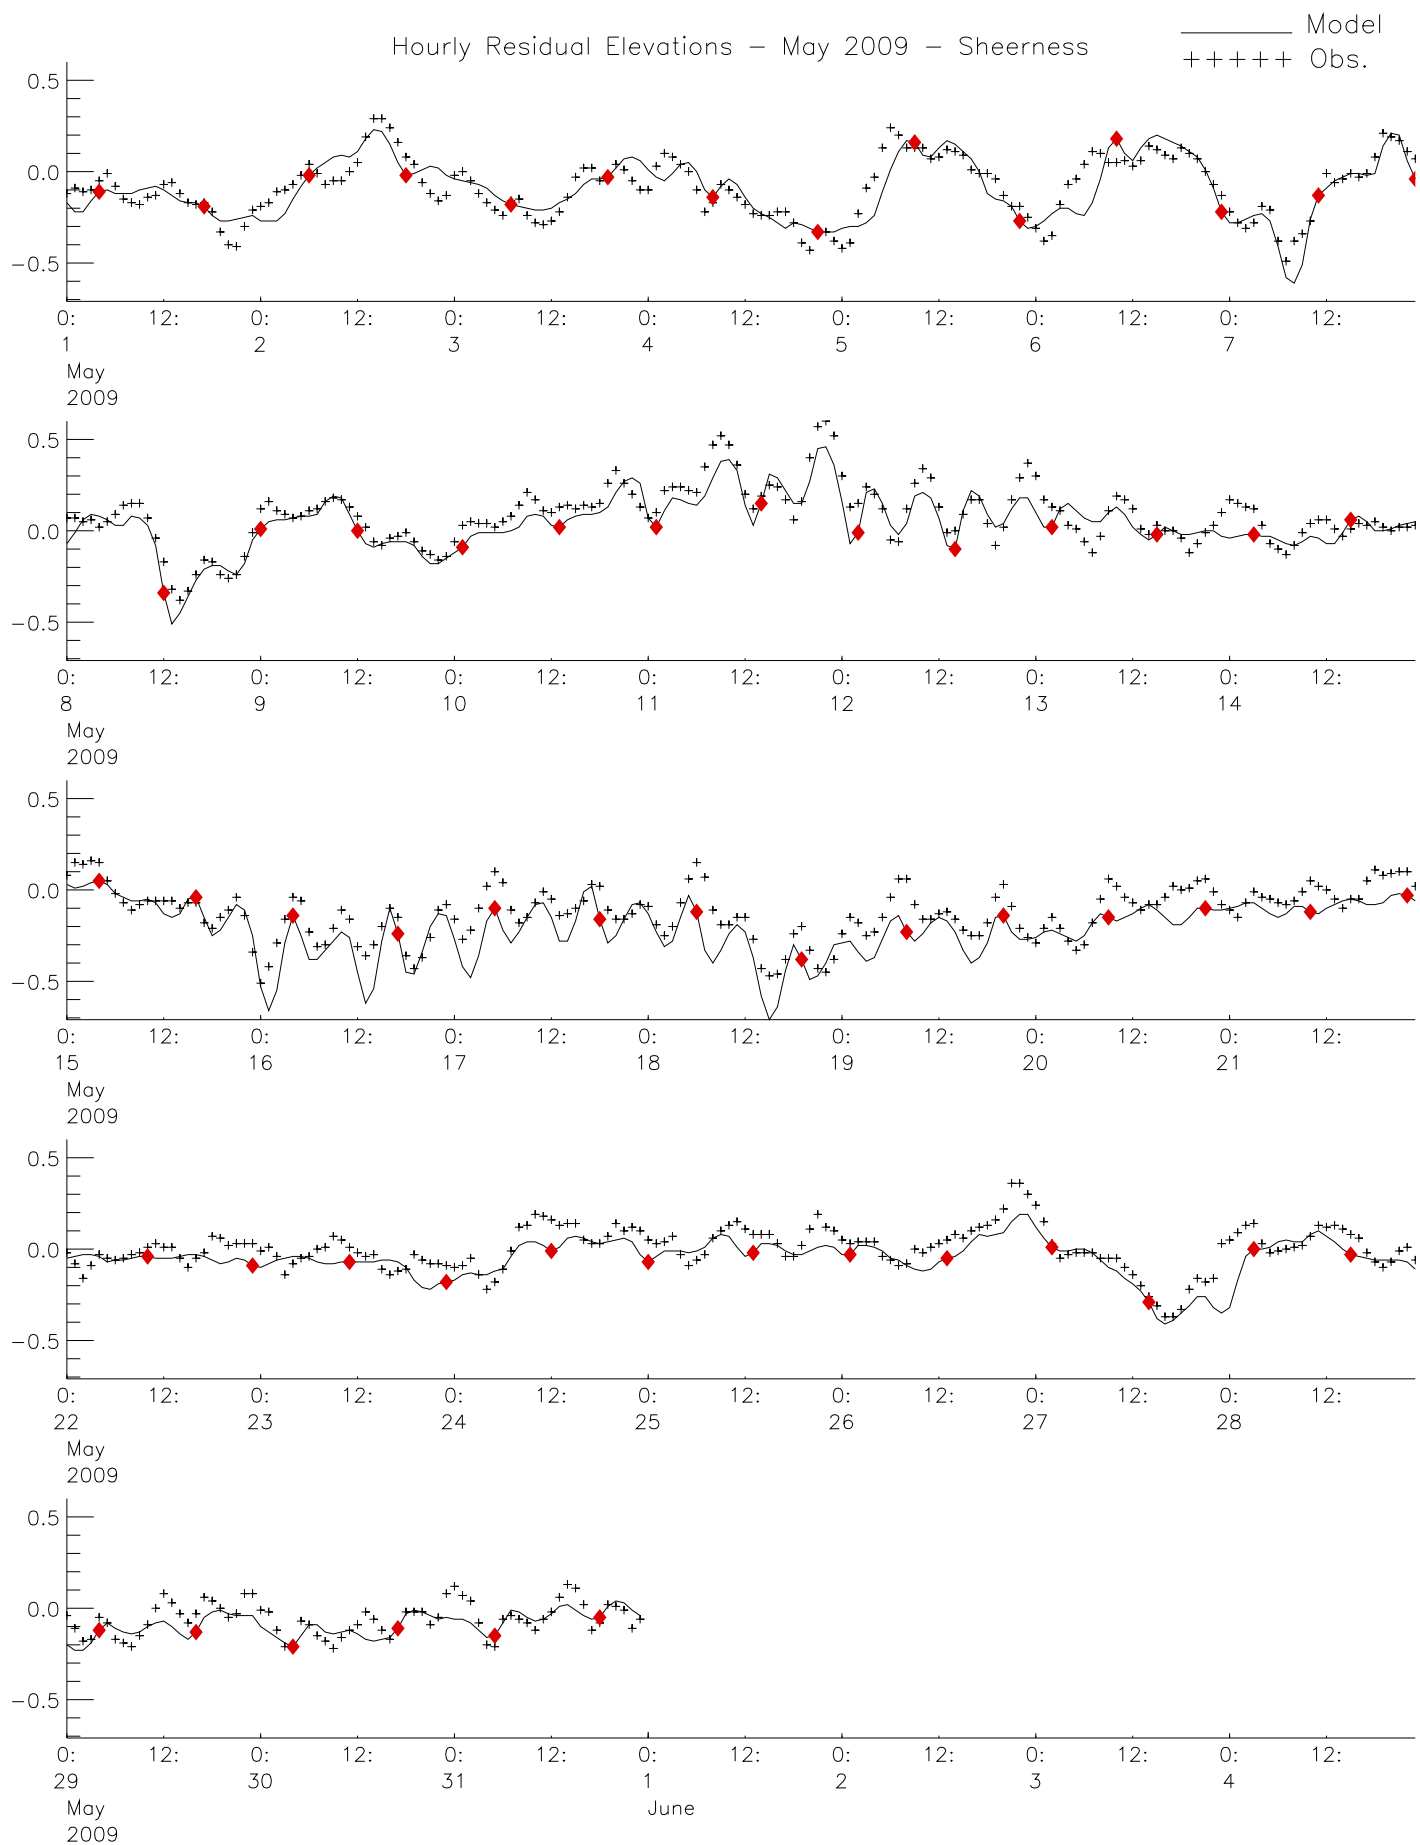 Hourly Residual Elevations - May 2009 - Sheerness
Model
+++++ Obs.
0.5
0.0
-0.5
0: 12: 0: 12: 0: 12: 0: 12: 0: 12: 0: 12: 0: 12:
1 2 3 4 5 6 7
May
2009
0.5
0.0
-0.5
0: 12: 0: 12: 0: 12: 0: 12: 0: 12: 0: 12: 0: 12:
8 9 10 11 12 13 14
May
2009
0.5
0.0
-0.5
0: 12: 0: 12: 0: 12: 0: 12: 0: 12: 0: 12: 0: 12:
15 16 17 18 19 20 21
May
2009
0.5
0.0
-0.5
0: 12: 0: 12: 0: 12: 0: 12: 0: 12: 0: 12: 0: 12:
22 23 24 25 26 27 28
May
2009
0.5
0.0
-0.5
0: 12: 0: 12: 0: 12: 0: 12: 0: 12: 0: 12: 0: 12:
29 30 31 1 2 3 4
May June
2009